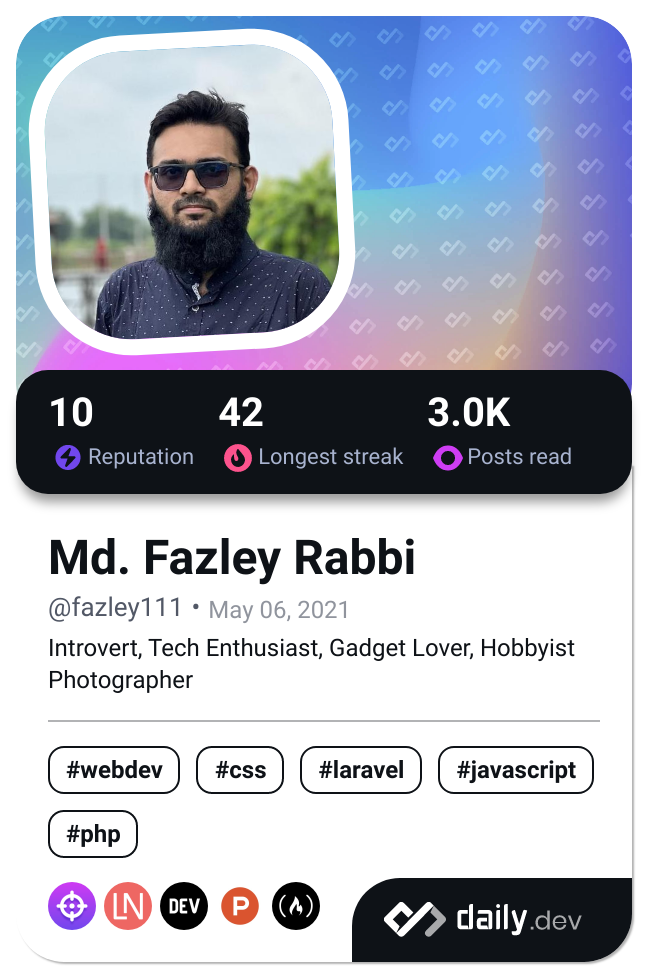 10 42 3.0K
Reputation Longest streak Posts read
Md. Fazley Rabbi
@fazley111 • May 06, 2021
Introvert, Tech Enthusiast, Gadget Lover, Hobbyist
Photographer
#webdev #css #laravel #javascript
#php
LN DEV P
daily.dev